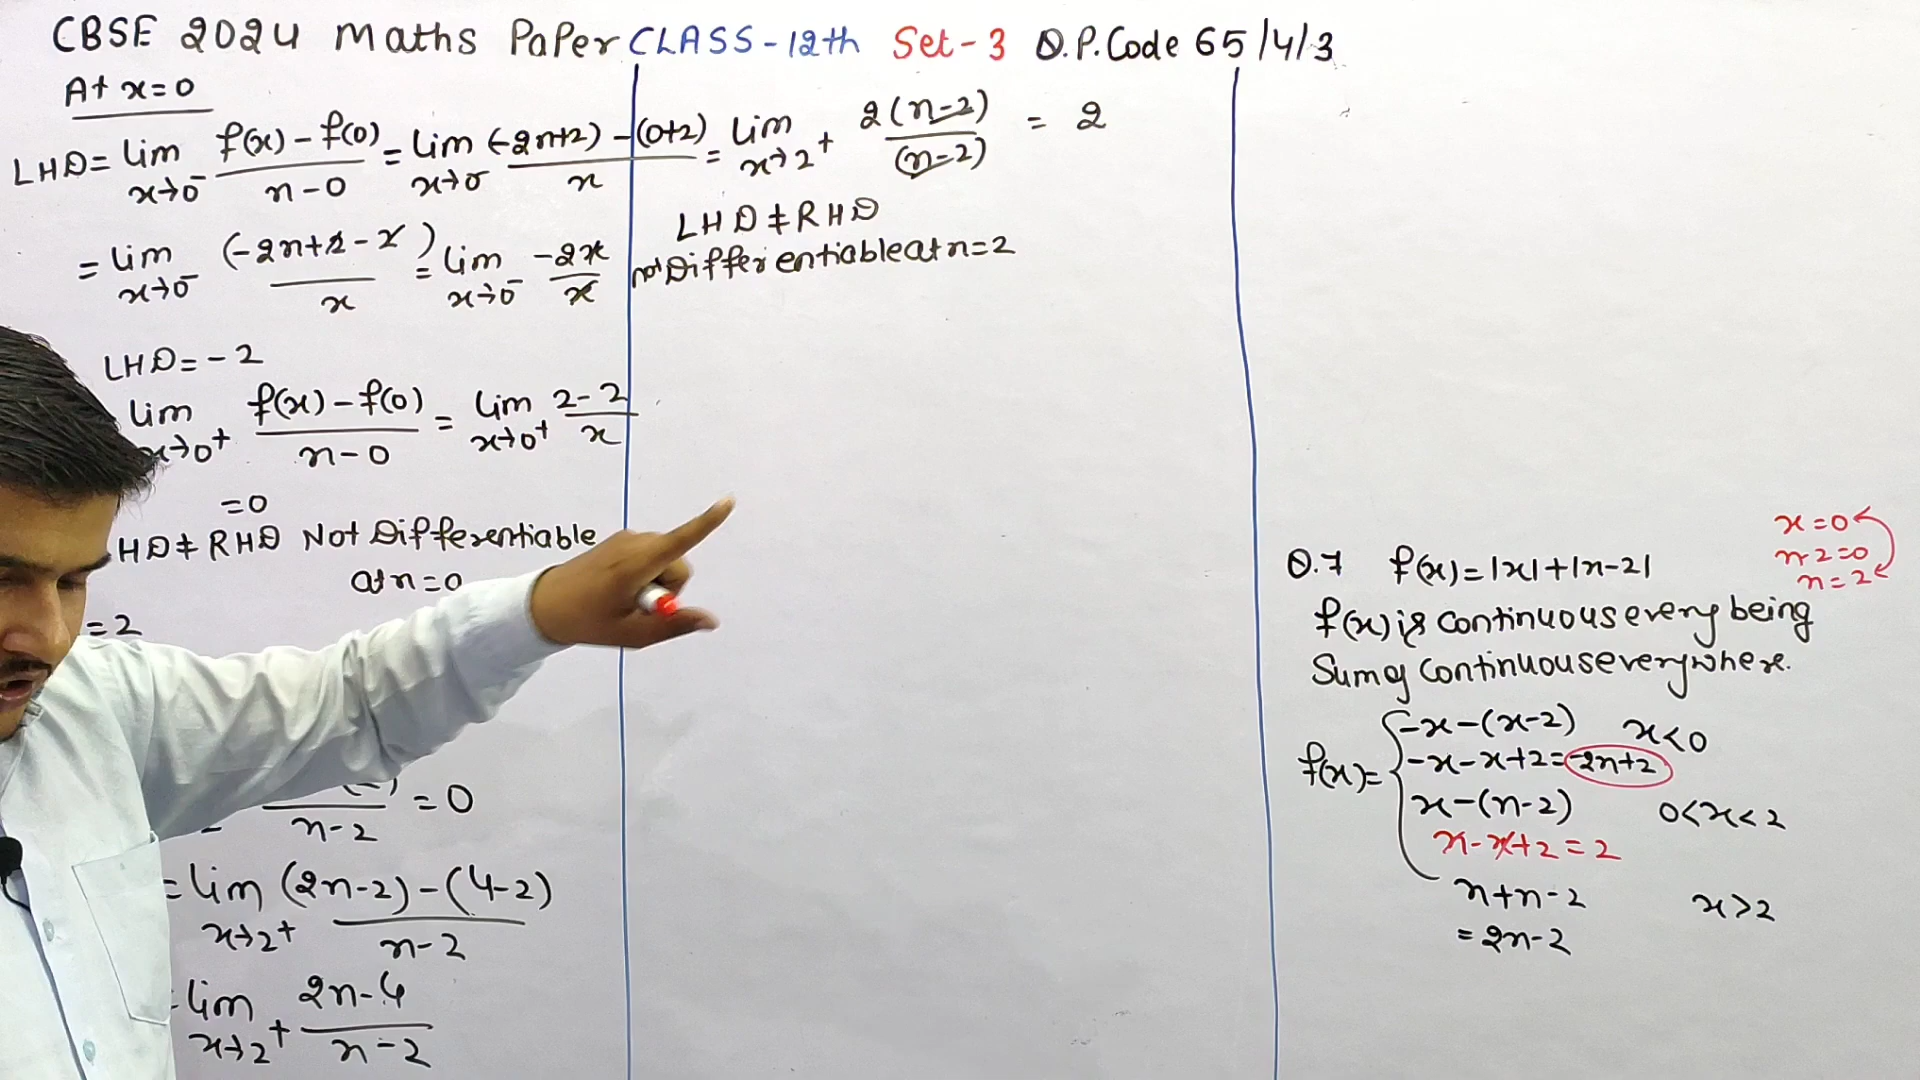 CBSE 2024 Maths Paper CLASS-12th Set-3 Q.P. Code 65/4/3
At x=0
LHD= lim x→0⁻ f(x)-f(0) / x-0 = lim x→0⁻ (-2x+2) - (0+2) / x
= lim x→0⁻ (-2x+2-2) / x = lim x→0⁻ -2x / x
LHD = -2
lim x→0⁺ f(x)-f(0) / x-0 = lim x→0⁺ 2-2 / x
=0
HD≠RHD Not Differentiable
at x=0
=2
x-2 =0
= lim x→2⁺ (2x-2)-(4-2) / x-2
= lim x→2⁺ 2x-4 / x-2
= lim x→2⁺ 2(x-2) / (x-2) = 2
LHD≠RHD
not Differentiable at x=2
x=0
x-2=0
x=2
Q.7 f(x)=|x|+|x-2|
f(x) is continuous every being
Sum of continuous everywhere.
f(x)= { -x-(x-2) x<0
-x-x+2=-2x+2
x-(x-2) 0<x<2
x-x+2=2
x+x-2 x>2
=2x-2